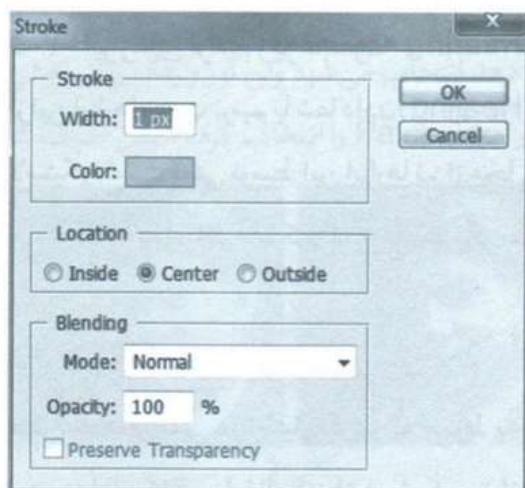 Stroke
Stroke
Width: 1 px
Color:
OK
Cancel
Location
Inside Center Outside
Blending
Mode: Normal
Opacity: 100 %
Preserve Transparency